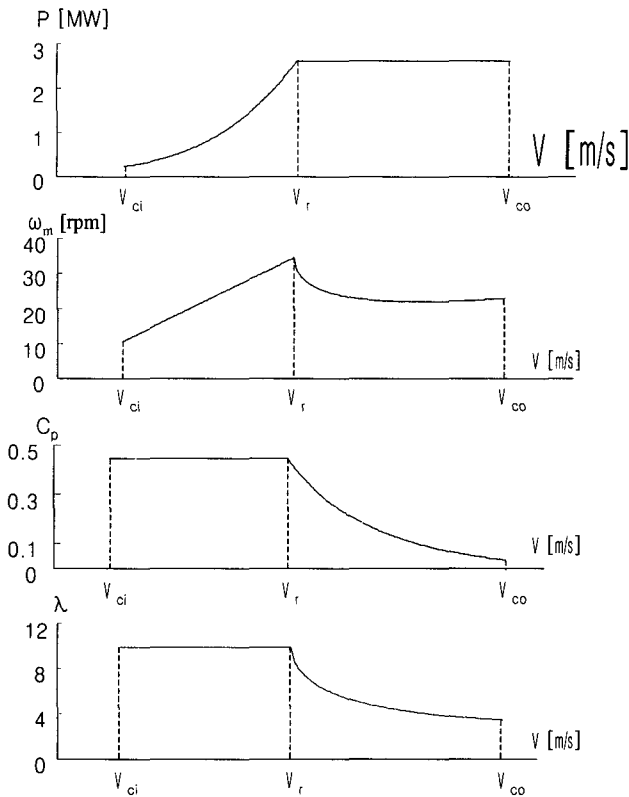 P [MW]
3
2
1
0
V [m/s]
V ci
V r
V co
ω m [rpm]
40
30
20
10
0
V [m/s]
V ci
V r
V co
C p
0.5
0.3
0.1
0
V [m/s]
V ci
V r
V co
λ
12
8
4
0
V [m/s]
V ci
V r
V co